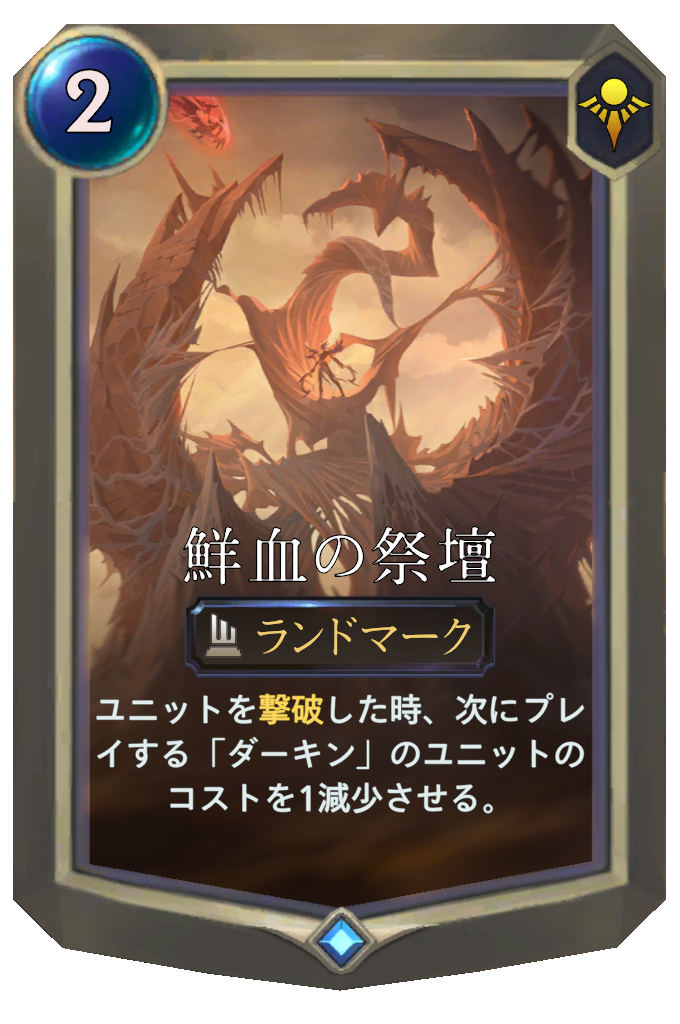 2
鮮血の祭壇
ランドマーク
ユニットを撃破した時、次にプレ
イする「ダーキン」のユニットの
コストを1減少させる。